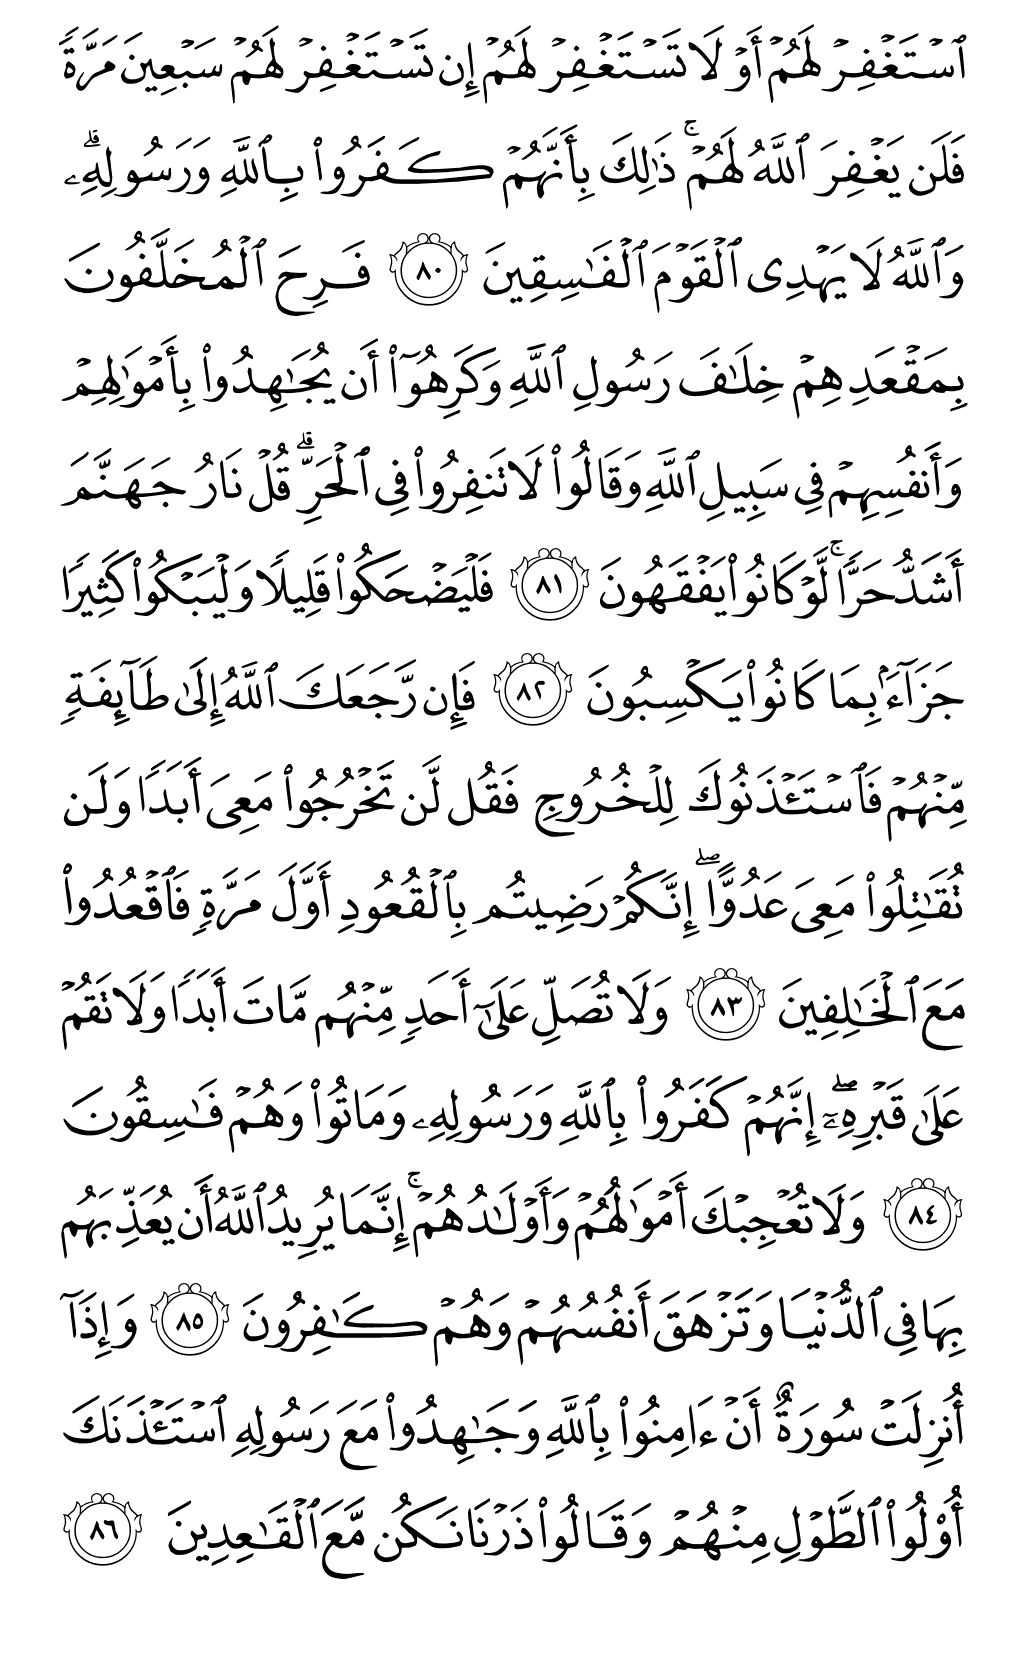 ٱسۡتَغۡفِرۡ لَهُمۡ أَوۡ لَا تَسۡتَغۡفِرۡ لَهُمۡ إِن تَسۡتَغۡفِرۡ لَهُمۡ سَبۡعِينَ مَرَّةٗ
فَلَن يَغۡفِرَ ٱللَّهُ لَهُمۡۚ ذَٰلِكَ بِأَنَّهُمۡ كَفَرُواْ بِٱللَّهِ وَرَسُولِهِۦۗ
وَٱللَّهُ لَا يَهۡدِي ٱلۡقَوۡمَ ٱلۡفَٰسِقِينَ ٨٠ فَرِحَ ٱلۡمُخَلَّفُونَ
بِمَقۡعَدِهِمۡ خِلَٰفَ رَسُولِ ٱللَّهِ وَكَرِهُوٓاْ أَن يُجَٰهِدُواْ بِأَمۡوَٰلِهِمۡ
وَأَنفُسِهِمۡ فِي سَبِيلِ ٱللَّهِ وَقَالُواْ لَا تَنفِرُواْ فِي ٱلۡحَرِّۗ قُلۡ نَارُ جَهَنَّمَ
أَشَدُّ حَرّٗاۚ لَّوۡ كَانُواْ يَفۡقَهُونَ ٨١ فَلۡيَضۡحَكُواْ قَلِيلٗا وَلۡيَبۡكُواْ كَثِيرٗا
جَزَآءَۢ بِمَا كَانُواْ يَكۡسِبُونَ ٨٢ فَإِن رَّجَعَكَ ٱللَّهُ إِلَىٰ طَآئِفَةٖ
مِّنۡهُمۡ فَٱسۡتَـٔۡذَنُوكَ لِلۡخُرُوجِ فَقُل لَّن تَخۡرُجُواْ مَعِيَ أَبَدٗا وَلَن
تُقَٰتِلُواْ مَعِيَ عَدُوًّاۖ إِنَّكُمۡ رَضِيتُم بِٱلۡقُعُودِ أَوَّلَ مَرَّةٖ فَٱقۡعُدُواْ
مَعَ ٱلۡخَٰلِفِينَ ٨٣ وَلَا تُصَلِّ عَلَىٰٓ أَحَدٖ مِّنۡهُم مَّاتَ أَبَدٗا وَلَا تَقُمۡ
عَلَىٰ قَبۡرِهِۦٓۖ إِنَّهُمۡ كَفَرُواْ بِٱللَّهِ وَرَسُولِهِۦ وَمَاتُواْ وَهُمۡ فَٰسِقُونَ
٨٤ وَلَا تُعۡجِبۡكَ أَمۡوَٰلُهُمۡ وَأَوۡلَٰدُهُمۡۚ إِنَّمَا يُرِيدُ ٱللَّهُ أَن يُعَذِّبَهُم
بِهَا فِي ٱلدُّنۡيَا وَتَزۡهَقَ أَنفُسُهُمۡ وَهُمۡ كَٰفِرُونَ ٨٥ وَإِذَآ
أُنزِلَتۡ سُورَةٌ أَنۡ ءَامِنُواْ بِٱللَّهِ وَجَٰهِدُواْ مَعَ رَسُولِهِ ٱسۡتَـٔۡذَنَكَ
أُوْلُواْ ٱلطَّوۡلِ مِنۡهُمۡ وَقَالُواْ ذَرۡنَا نَكُن مَّعَ ٱلۡقَٰعِدِينَ ٨٦